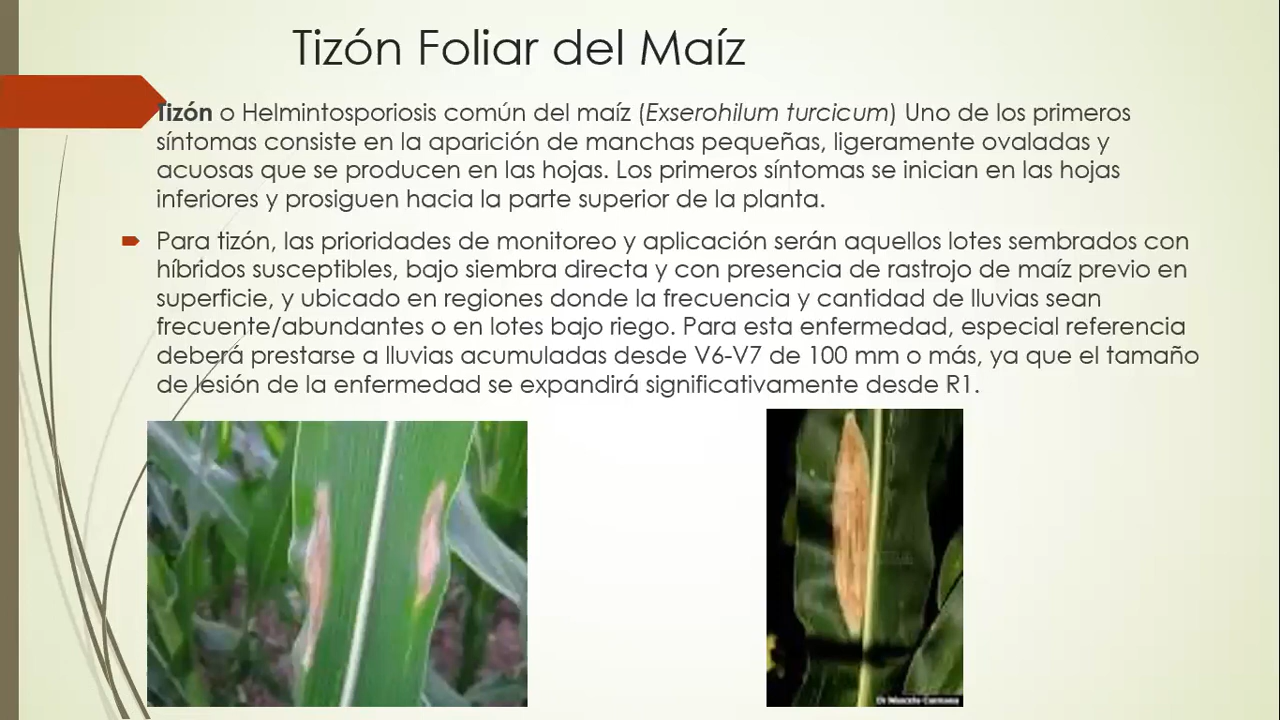 Tizón Foliar del Maíz
Tizón o Helmintosporiosis común del maíz (Exserohilum turcicum) Uno de los primeros
síntomas consiste en la aparición de manchas pequeñas, ligeramente ovaladas y
acuosas que se producen en las hojas. Los primeros síntomas se inician en las hojas
inferiores y prosiguen hacia la parte superior de la planta.
Para tizón, las prioridades de monitoreo y aplicación serán aquellos lotes sembrados con
híbridos susceptibles, bajo siembra directa y con presencia de rastrojo de maíz previo en
superficie, y ubicado en regiones donde la frecuencia y cantidad de lluvias sean
frecuente/abundantes o en lotes bajo riego. Para esta enfermedad, especial referencia
deberá prestarse a lluvias acumuladas desde V6-V7 de 100 mm o más, ya que el tamaño
de lesión de la enfermedad se expandirá significativamente desde R1.